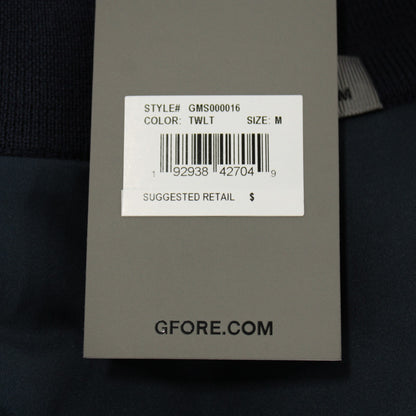 STYLE# GMS000016
COLOR: TWLT SIZE: M
1 92938 42704 9
SUGGESTED RETAIL $
M
GFORE.COM